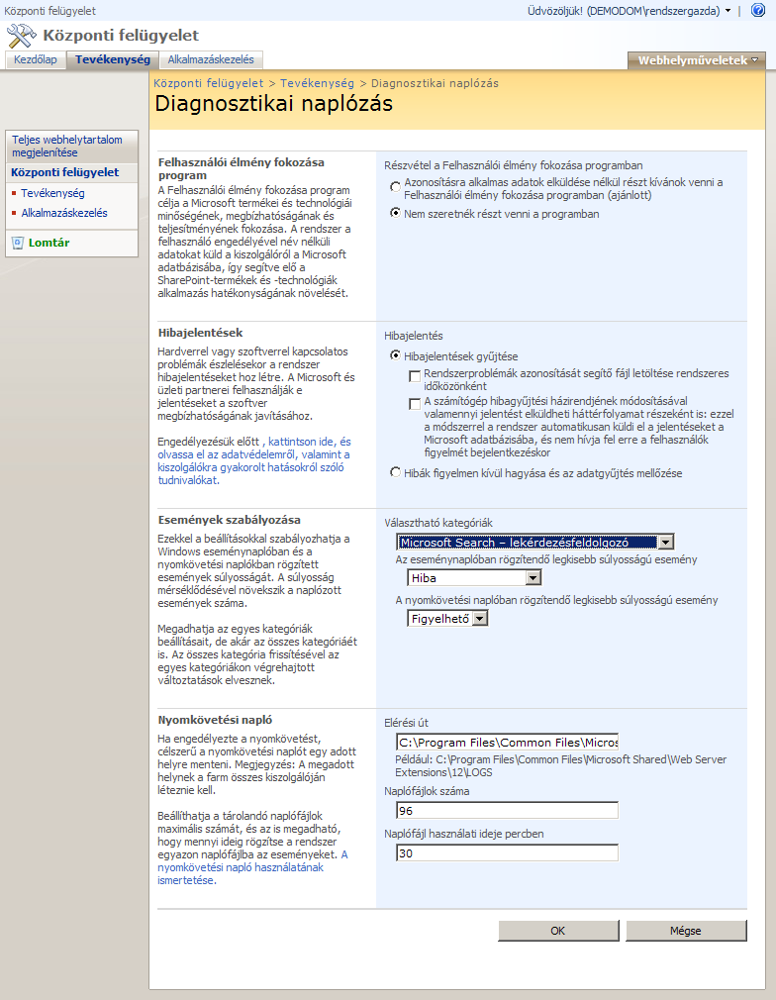 Központi felügyelet
Üdvözöljük! (DEMODOM\rendszergazda)
Központi felügyelet
Kezdőlap
Tevékenység
Alkalmazáskezelés
Webhelyműveletek
Központi felügyelet > Tevékenység > Diagnosztikai naplózás
Diagnosztikai naplózás
Teljes webhelytartalom
megjelenítése
Központi felügyelet
Tevékenység
Alkalmazáskezelés
Lomtár
Felhasználói élmény fokozása
program
A Felhasználói élmény fokozása program
célja a Microsoft termékei és technológiái
minőségének, megbízhatóságának és
teljesítményének fokozása. A rendszer a
felhasználó engedélyével név nélküli
adatokat küld a kiszolgálóról a Microsoft
adatbázisába, így segítve elő a
SharePoint-termékek és -technológiák
alkalmazás hatékonyságának növelését.
Részvétel a Felhasználói élmény fokozása programban
Azonosításra alkalmas adatok elküldése nélkül részt kívánok venni a
Felhasználói élmény fokozása programban (ajánlott)
Nem szeretnék részt venni a programban
Hibajelentések
Hardverrel vagy szoftverrel kapcsolatos
problémák észlelésekor a rendszer
hibajelentéseket hoz létre. A Microsoft és
üzleti partnerei felhasználják e
jelentéseket a szoftver
megbízhatóságának javításához.
Engedélyezésük előtt , kattintson ide, és
olvassa el az adatvédelemről, valamint a
kiszolgálókra gyakorolt hatásokról szóló
tudnivalókat.
Hibajelentés
Hibajelentések gyűjtése
Rendszerproblémák azonosítását segítő fájl letöltése rendszeres
időközönként
A számítógép hibagyűjtési házirendjének módosításával
valamennyi jelentést elküldheti háttérfolyamat részeként is: ezzel
a módszerrel a rendszer automatikusan küldi el a jelentéseket a
Microsoft adatbázisába, és nem hívja fel erre a felhasználók
figyelmét bejelentkezéskor
Hibák figyelmen kívül hagyása és az adatgyűjtés mellőzése
Események szabályozása
Ezekkel a beállításokkal szabályozhatja a
Windows eseménynaplóban és a
nyomkövetési naplókban rögzített
események súlyosságát. A súlyosság
mérséklődésével növekszik a naplózott
események száma.
Megadhatja az egyes kategóriák
beállításait, de akár az összes kategóriáét
is. Az összes kategória frissítésével az
egyes kategóriákon végrehajtott
változtatások elvesznek.
Választható kategóriák
Microsoft Search – lekérdezésfeldolgozó
Az eseménynaplóban rögzítendő legkisebb súlyosságú esemény
Hiba
A nyomkövetési naplóban rögzítendő legkisebb súlyosságú esemény
Figyelhető
Nyomkövetési napló
Ha engedélyezte a nyomkövetést,
célszerű a nyomkövetési naplót egy adott
helyre menteni. Megjegyzés: A megadott
helynek a farm összes kiszolgálóján
léteznie kell.
Beállíthatja a tárolandó naplófájlok
maximális számát, és az is megadható,
hogy mennyi ideig rögzítse a rendszer
egyazon naplófájlba az eseményeket. A
nyomkövetési napló használatának
ismertetése.
Elérési út
C:\Program Files\Common Files\Micros
Például: C:\Program Files\Common Files\Microsoft Shared\Web Server
Extensions\12\LOGS
Naplófájlok száma
96
Naplófájl használati ideje percben
30
OK
Mégse